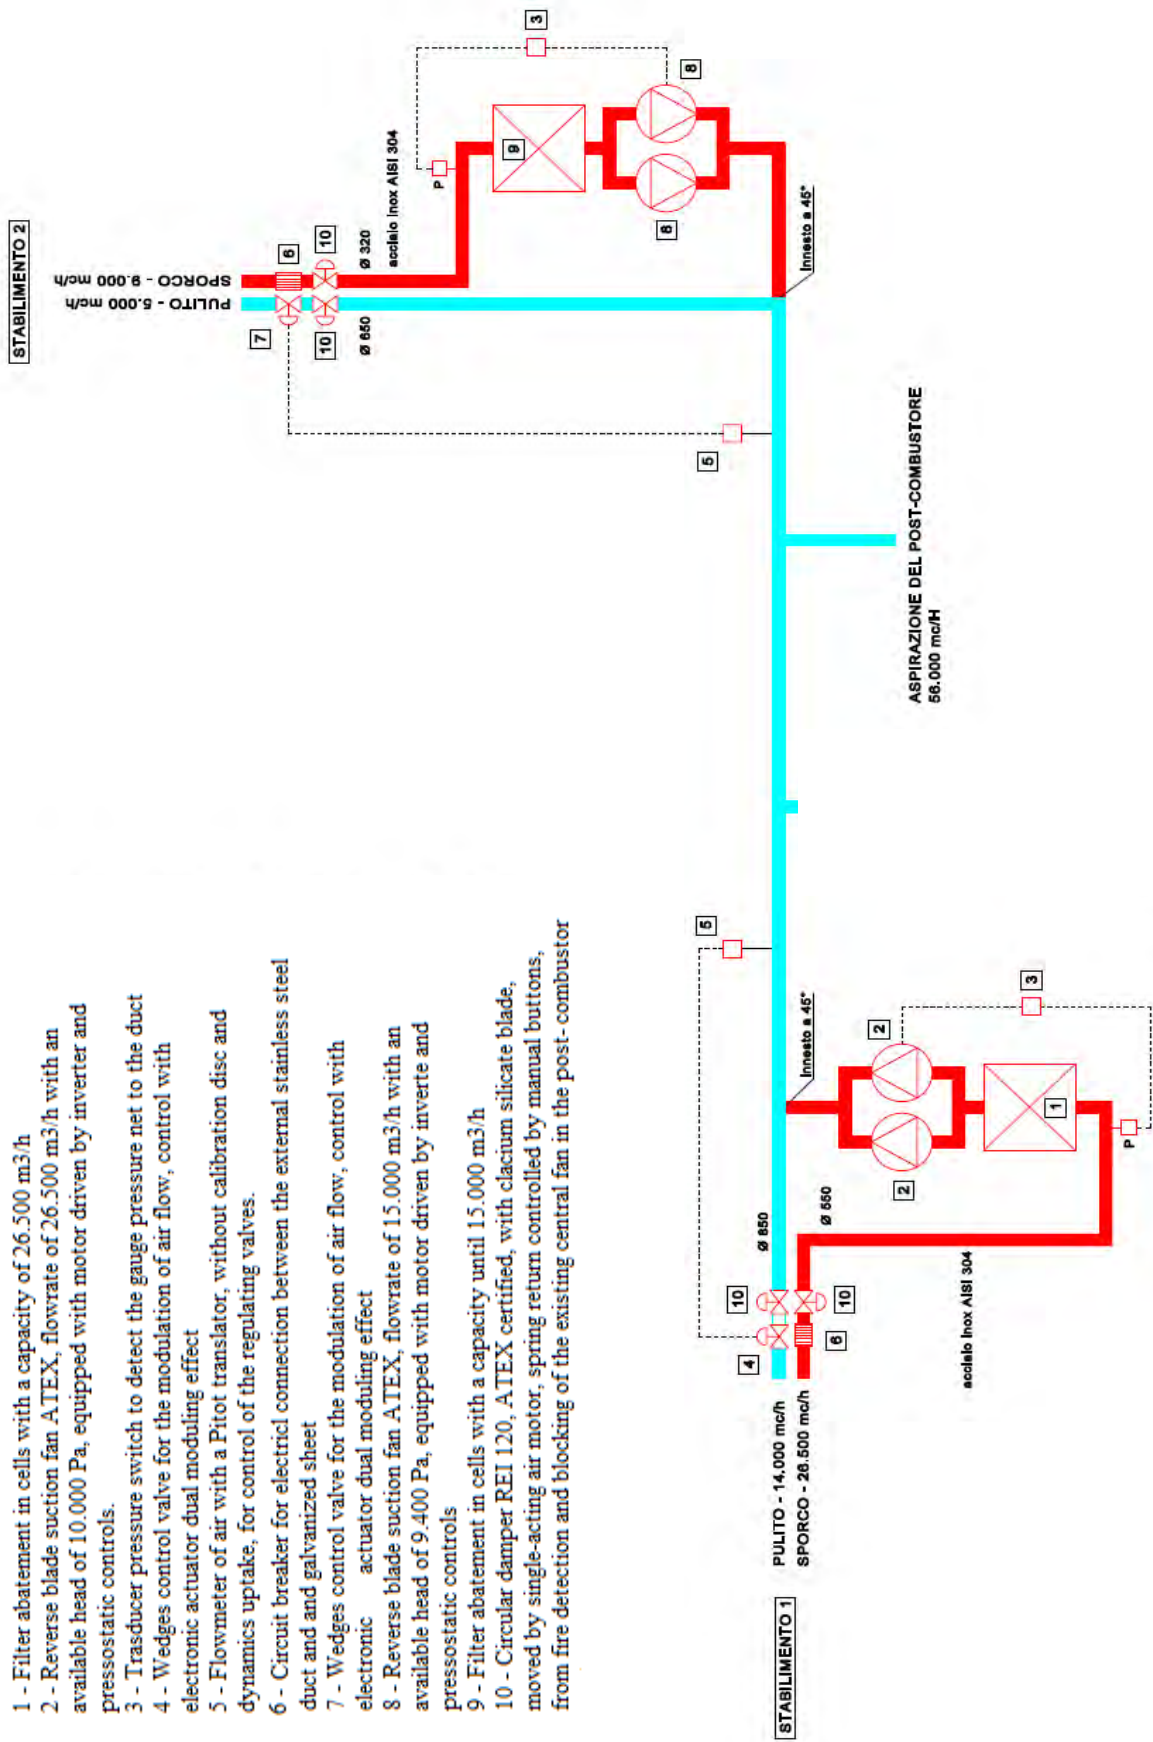 1 - Filter abatement in cells with a capacity of 26.500 m3/h
2 - Reverse blade suction fan ATEX, flowrate of 26.500 m3/h with an
available head of 10.000 Pa, equipped with motor driven by inverter and
pressostatic controls.
3 - Trasducer pressure switch to detect the gauge pressure net to the duct
4 - Wedges control valve for the modulation of air flow, control with
electronic actuator dual moduling effect
5 - Flowmeter of air with a Pitot translator, without calibration disc and
dynamics uptake, for control of the regulating valves.
6 - Circuit breaker for electricl connection between the external stainless steel
duct and and galvanized sheet
7 - Wedges control valve for the modulation of air flow, control with
electronic actuator dual moduling effect
8 - Reverse blade suction fan ATEX, flowrate of 15.000 m3/h with an
available head of 9.400 Pa, equipped with motor driven by inverte and
pressostatic controls
9 - Filter abatement in cells with a capacity until 15.000 m3/h
10 - Circular damper REI 120, ATEX certified, with clacium silicate blade,
moved by single-acting air motor, spring return controlled by manual buttons,
from fire detection and blocking of the existing central fan in the post- combustor
STABILIMENTO 2
SPORCO - 9.000 mc/h
PULITO - 5.000 mc/h
7
6
10
10
Ø 320
Ø 650
acciaio inox AISI 304
P
3
9
8
8
Innesto a 45°
5
ASPIRAZIONE DEL POST-COMBUSTORE
56.000 mc/H
5
Innesto a 45°
2
2
3
1
P
Ø 850
Ø 550
10
10
4
6
acciaio inox AISI 304
STABILIMENTO 1
PULITO - 14.000 mc/h
SPORCO - 26.500 mc/h